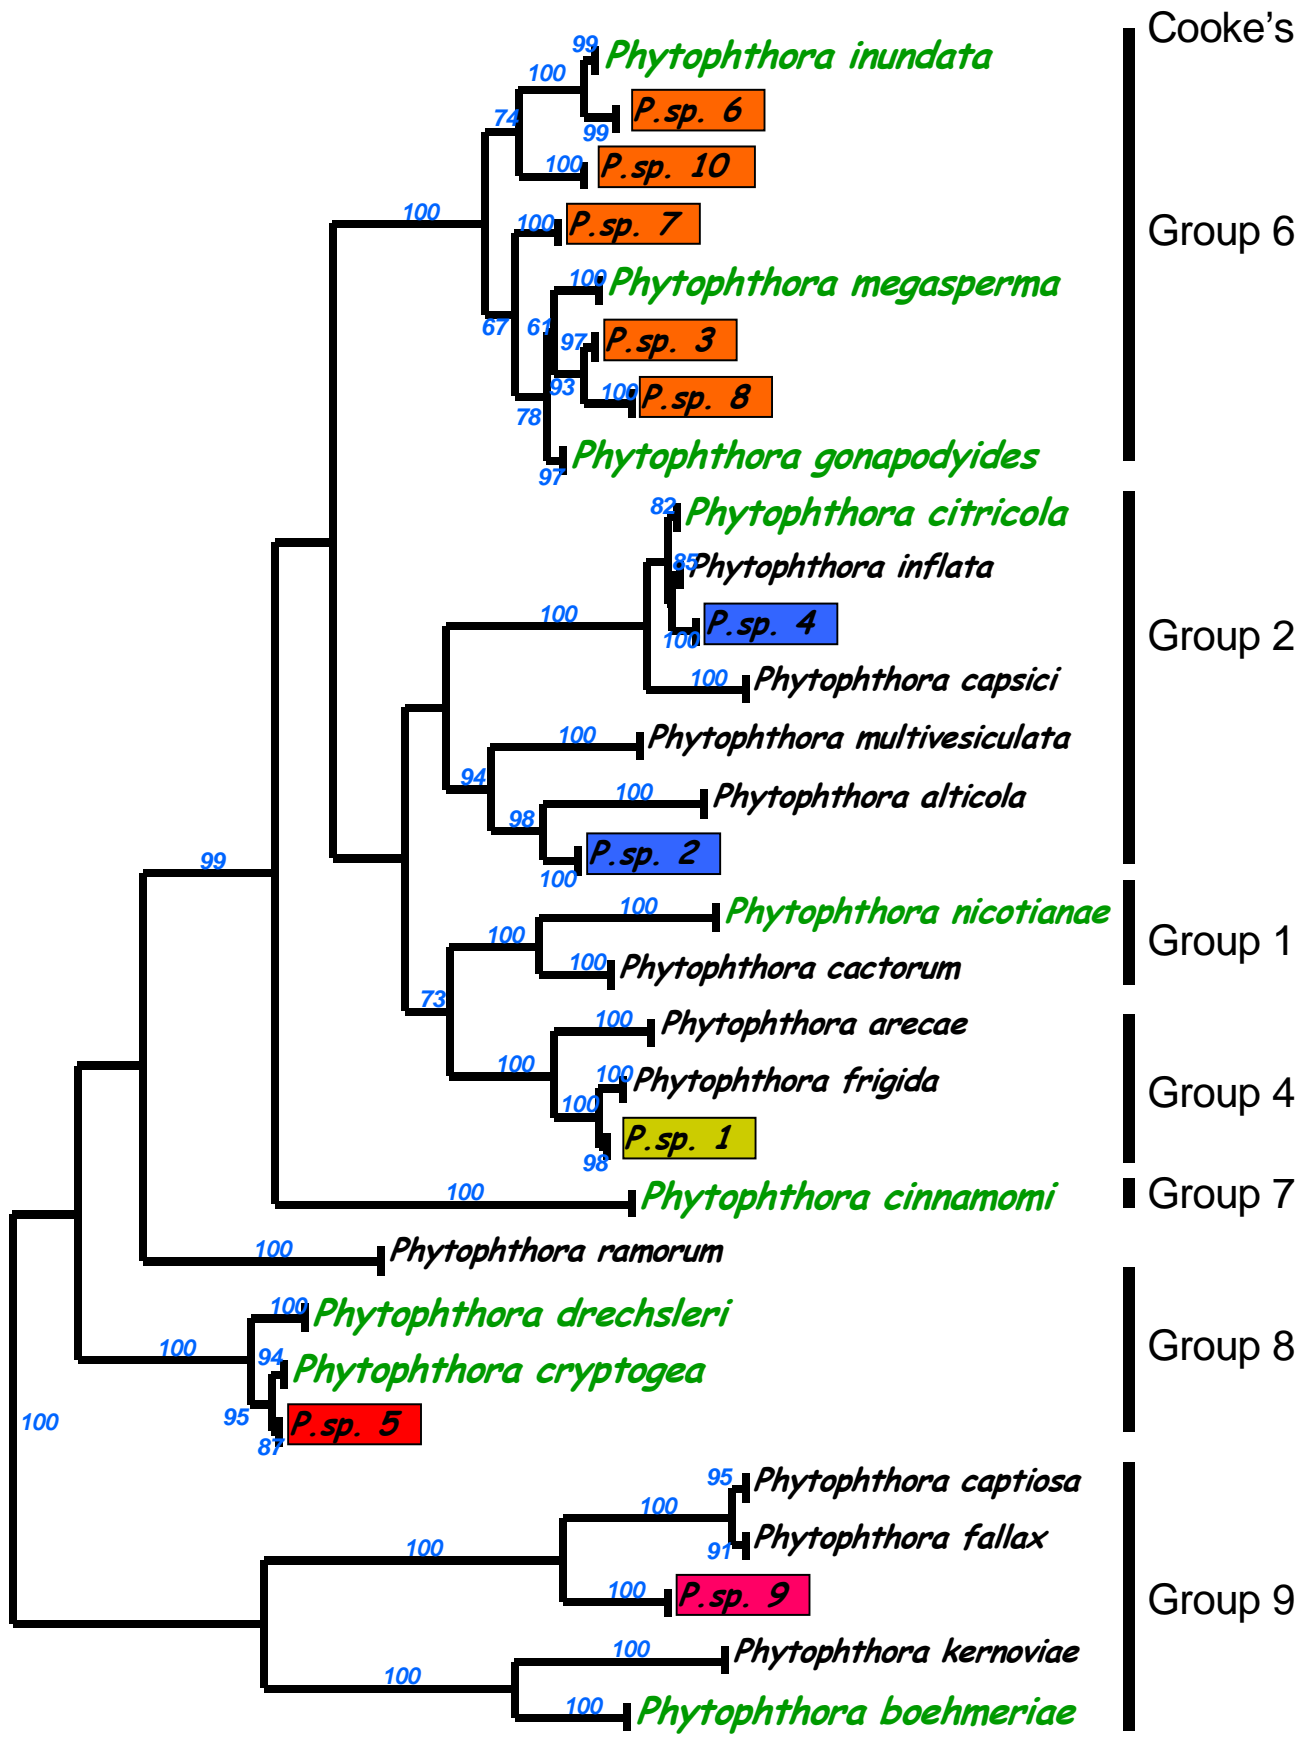 Cooke's
99
Phytophthora inundata
100
P.sp. 6
74
99
100
P.sp. 10
100
100
P.sp. 7
Group 6
100
Phytophthora megasperma
67
61
97
P.sp. 3
93
100
P.sp. 8
78
Phytophthora gonapodyides
97
82
Phytophthora citricola
85
Phytophthora inflata
100
P.sp. 4
100
Group 2
100
Phytophthora capsici
100
Phytophthora multivesiculata
94
100
Phytophthora alticola
98
P.sp. 2
99
100
100
Phytophthora nicotianae
100
Group 1
100
Phytophthora cactorum
73
100
Phytophthora arecae
100
100
Phytophthora frigida
Group 4
100
P.sp. 1
98
100
Phytophthora cinnamomi
Group 7
100
Phytophthora ramorum
100
Phytophthora drechsleri
100
Group 8
94
Phytophthora cryptogea
95
P.sp. 5
100
87
95
Phytophthora captiosa
100
Phytophthora fallax
100
91
100
P.sp. 9
Group 9
100
Phytophthora kernoviae
100
100
Phytophthora boehmeriae